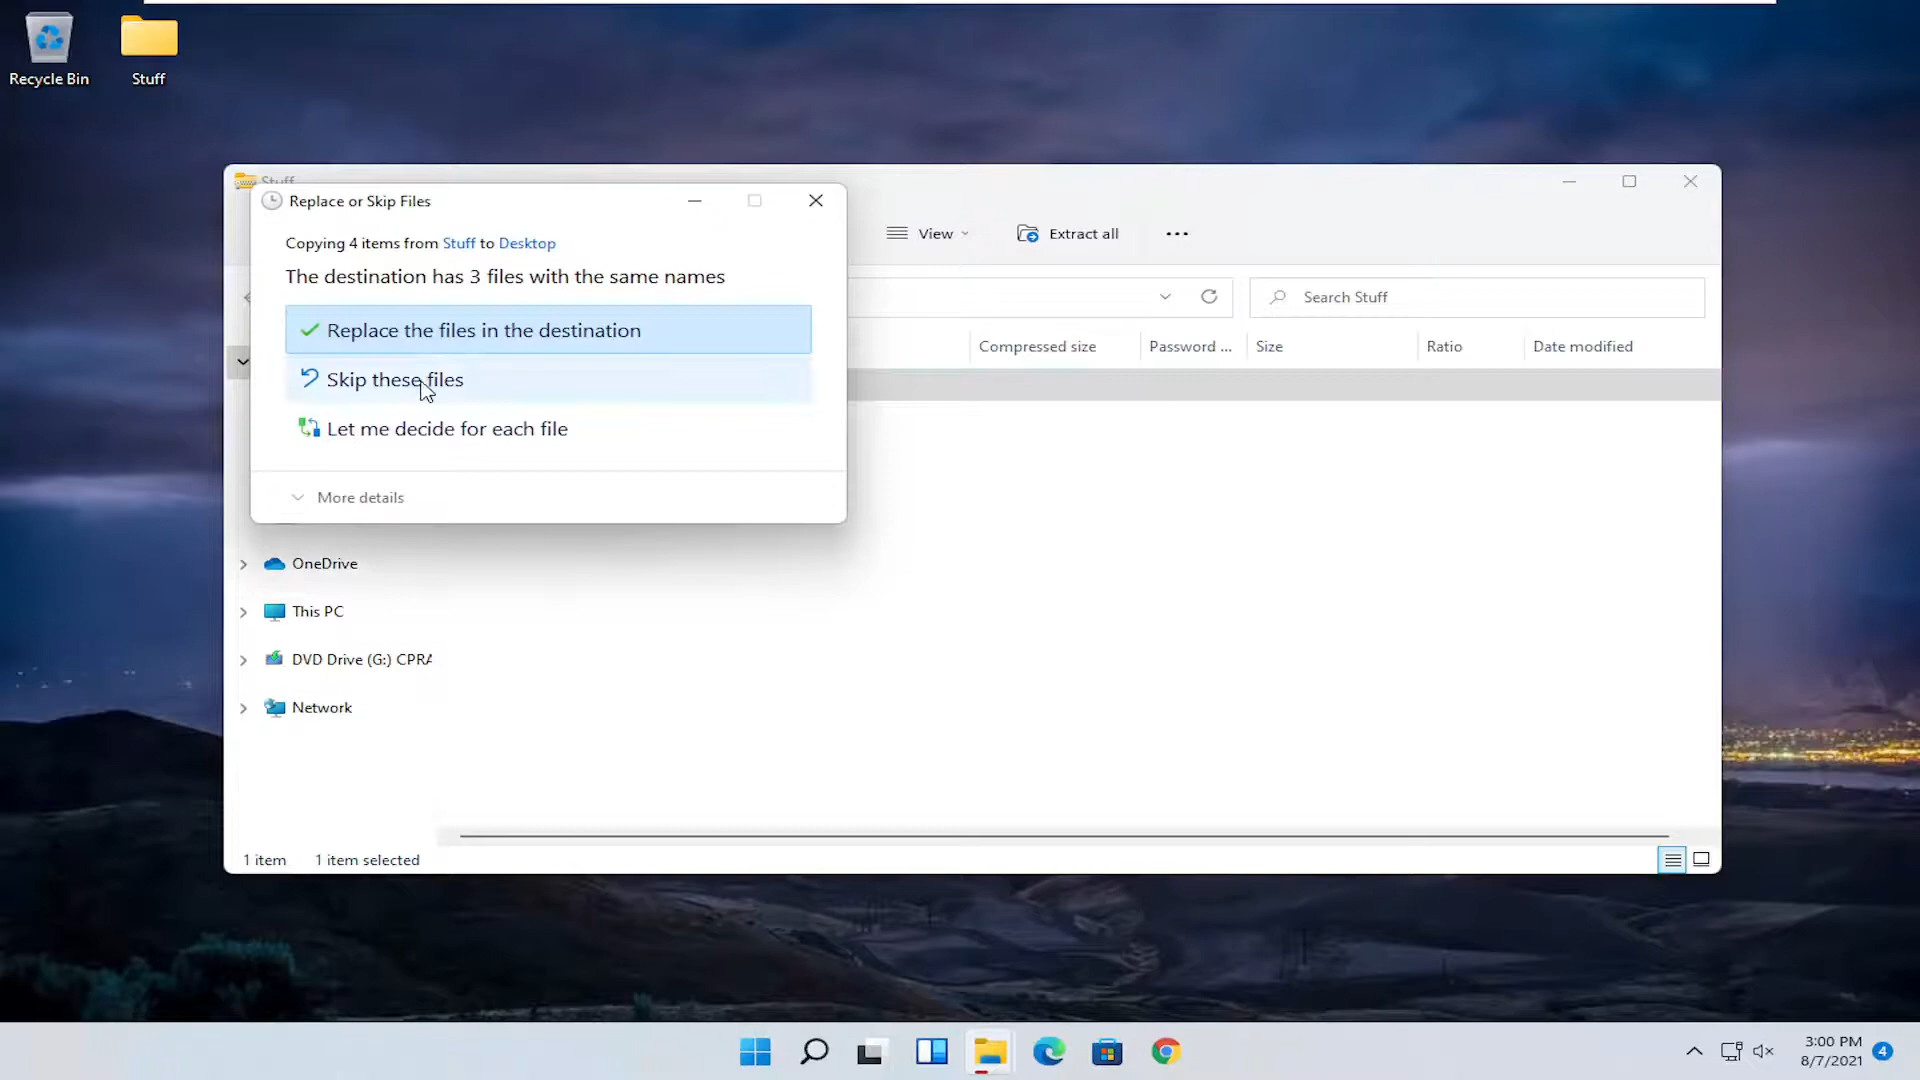 Recycle Bin
Stuff
Stuff
Replace or Skip Files
Copying 4 items from Stuff to Desktop
The destination has 3 files with the same names
Replace the files in the destination
Skip these files
Let me decide for each file
More details
View
Extract all
Search Stuff
Compressed size
Password ...
Size
Ratio
Date modified
OneDrive
This PC
DVD Drive (G:) CPRA
Network
1 item
1 item selected
3:00 PM
8/7/2021
4